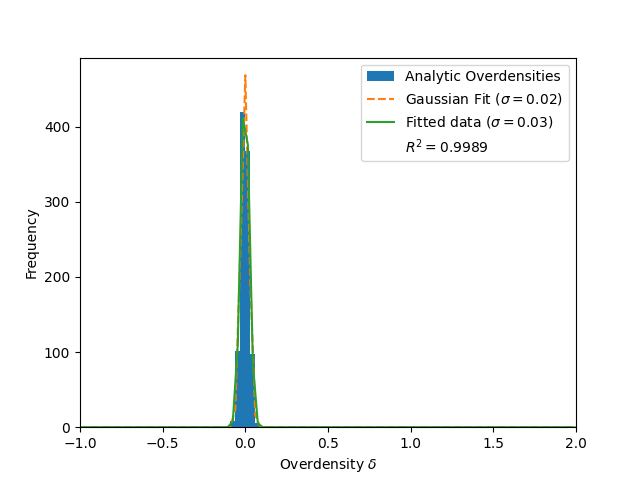 Analytic Overdensities
Gaussian Fit (σ = 0.02)
Fitted data (σ = 0.03)
R² = 0.9989
400
300
200
100
0
Frequency
−1.0 −0.5 0.0 0.5 1.0 1.5 2.0
Overdensity δ